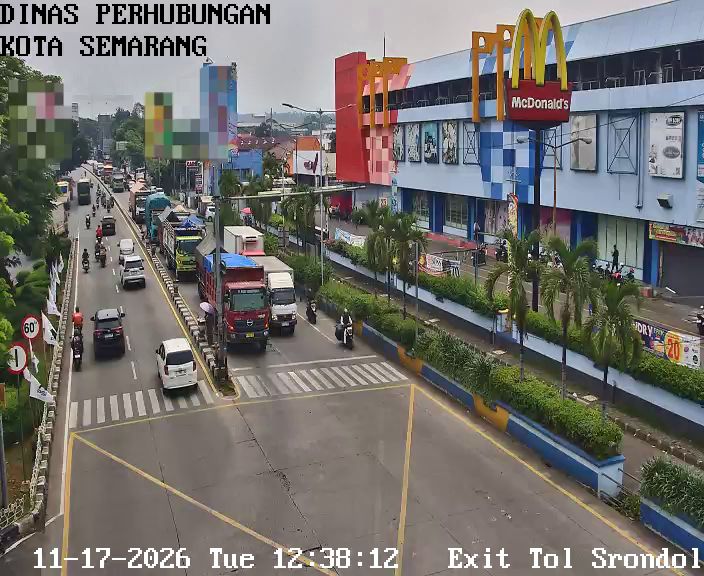 DINAS PERHUBUNGAN
KOTA SEMARANG
McDonald's
60
20
11-17-2026 Tue 12:38:12 Exit Tol Srondol